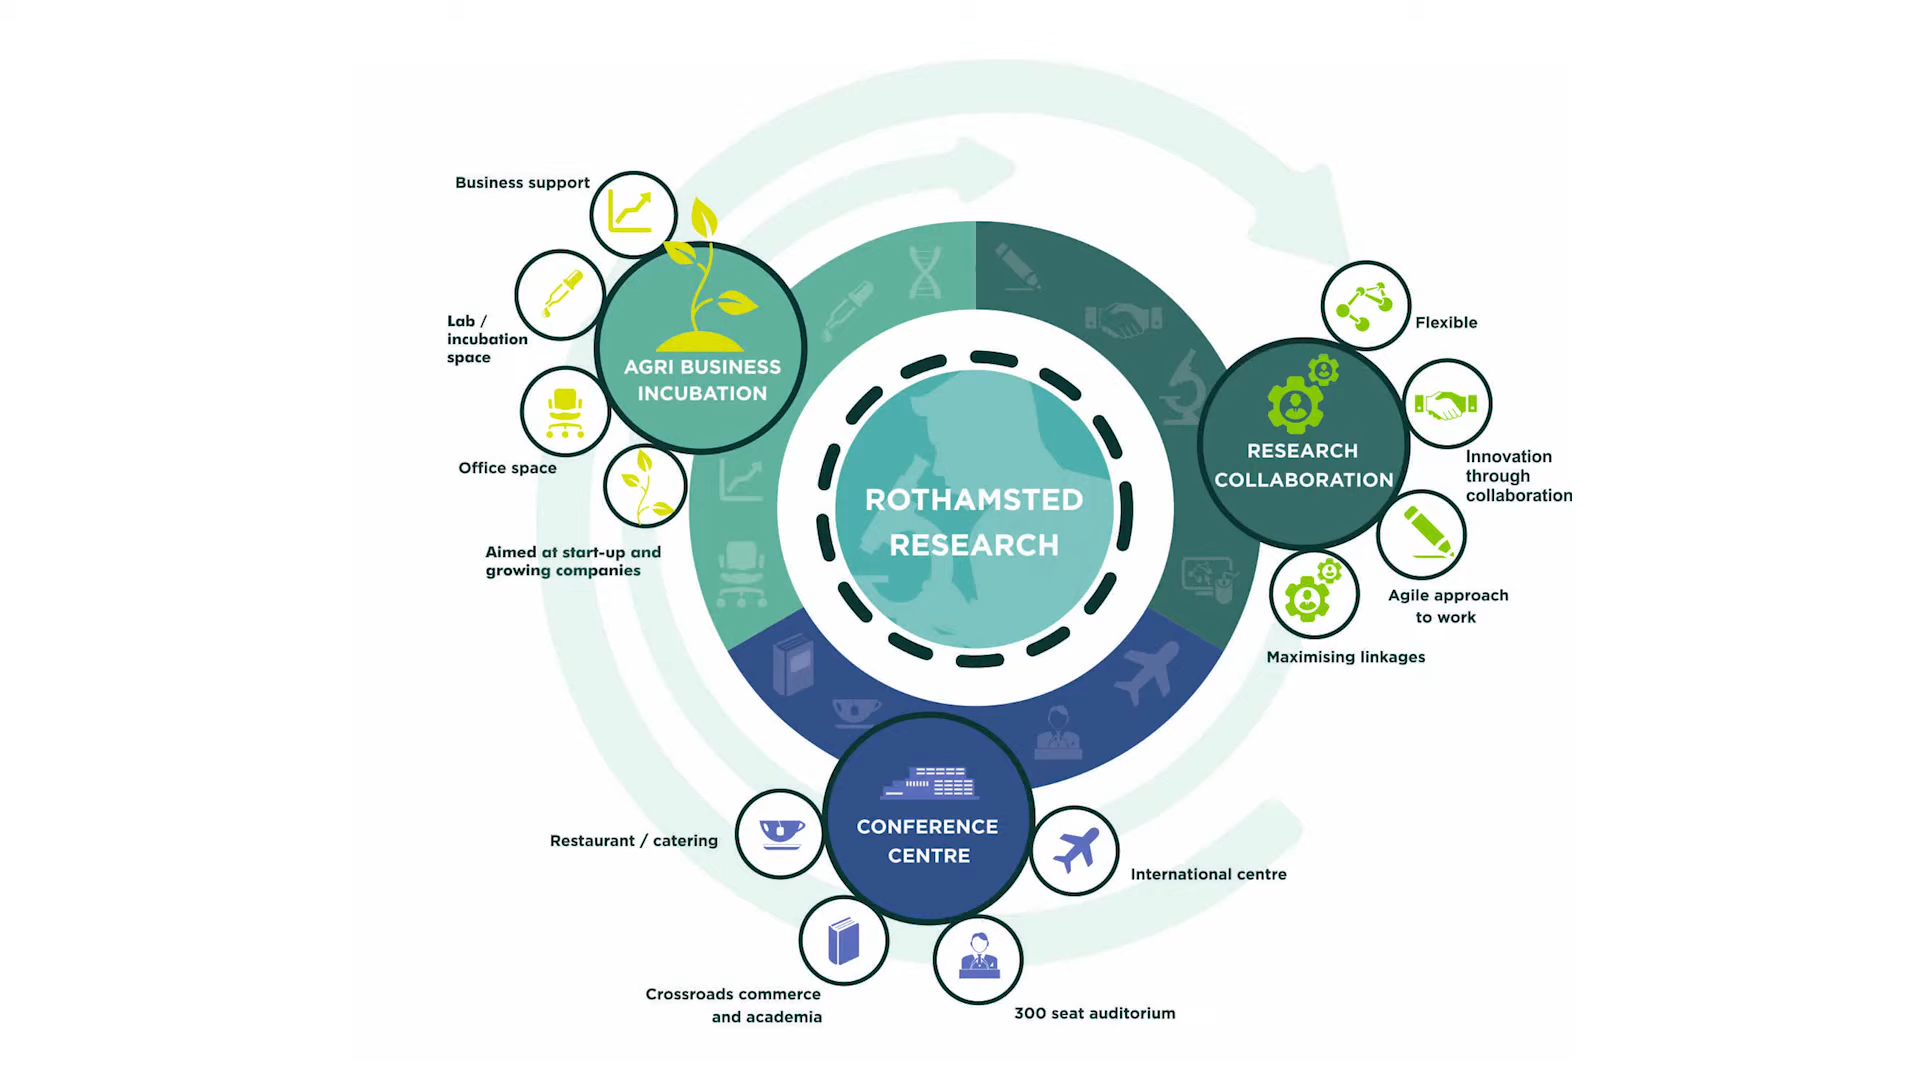 Business support
Lab /
incubation
space
Office space
Aimed at start-up and
growing companies
AGRI BUSINESS
INCUBATION
ROTHAMSTED
RESEARCH
RESEARCH
COLLABORATION
Flexible
Innovation
through
collaboration
Agile approach
to work
Maximising linkages
CONFERENCE
CENTRE
Restaurant / catering
Crossroads commerce
and academia
300 seat auditorium
International centre